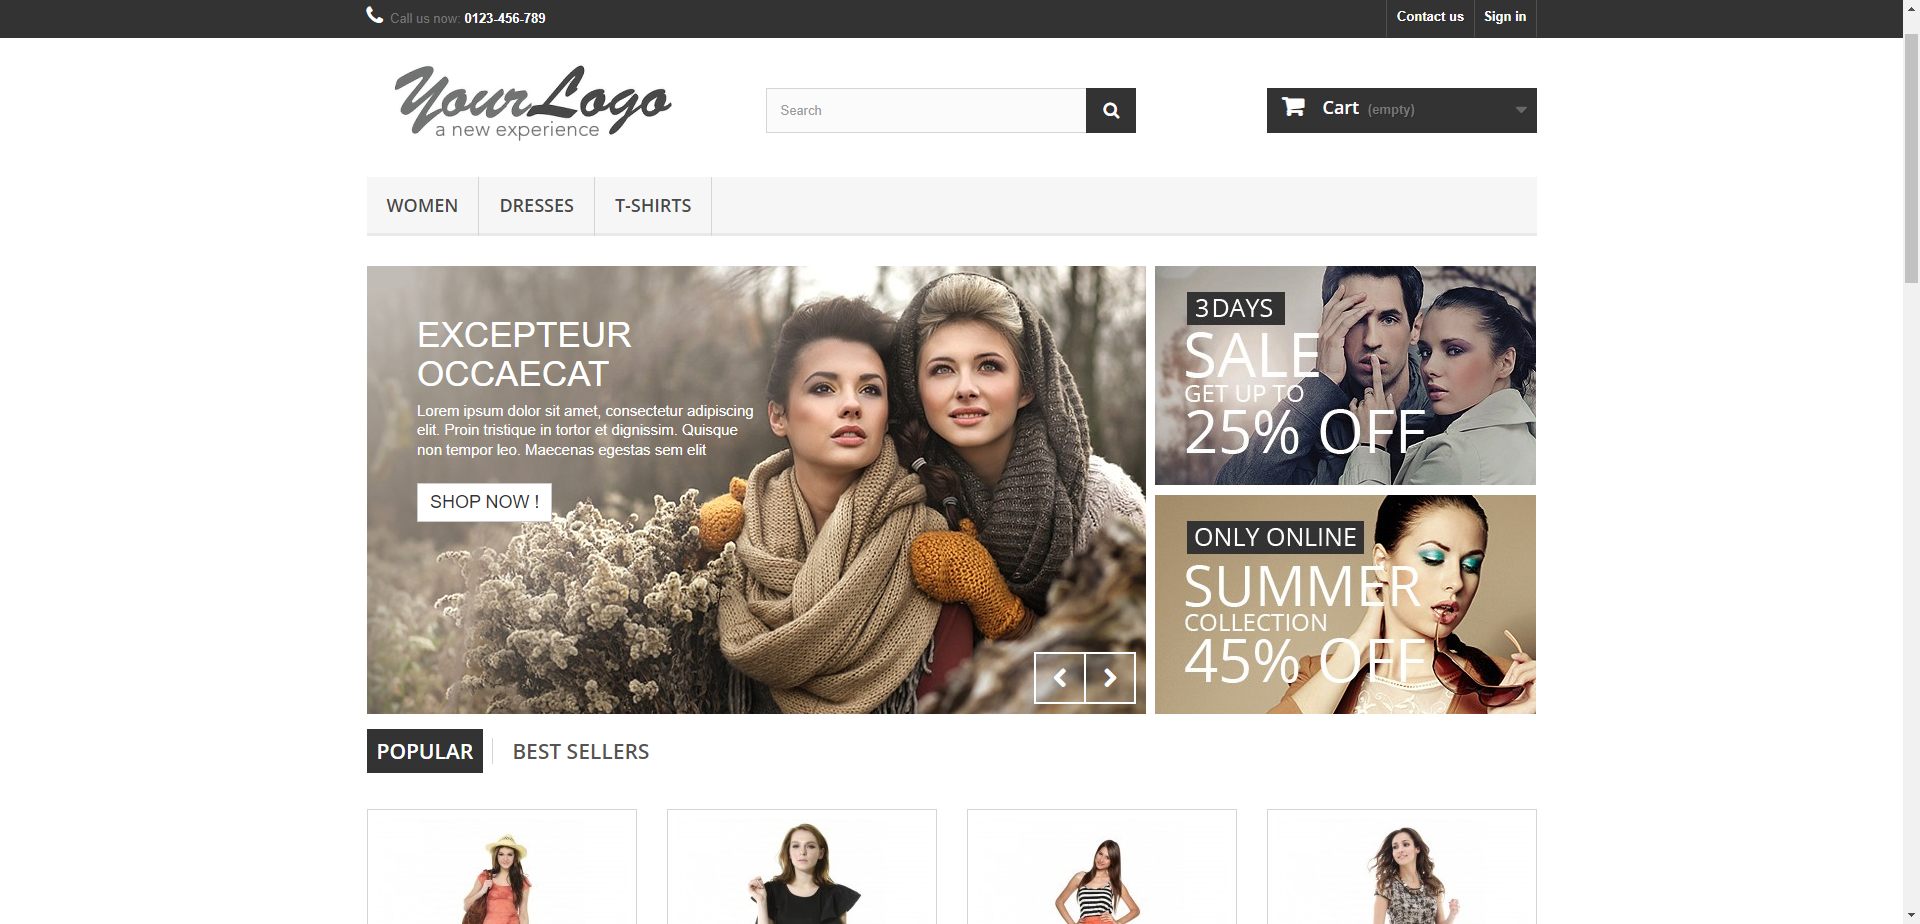 Call us now: 0123-456-789
Contact us
Sign in
YourLogo
a new experience
Search
Cart (empty)
WOMEN
DRESSES
T-SHIRTS
EXCEPTEUR
OCCAECAT
Lorem ipsum dolor sit amet, consectetur adipiscing
elit. Proin tristique in tortor et dignissim. Quisque
non tempor leo. Maecenas egestas sem elit
SHOP NOW !
3 DAYS
SALE
GET UP TO
25% OFF
ONLY ONLINE
SUMMER
COLLECTION
45% OFF
POPULAR
BEST SELLERS